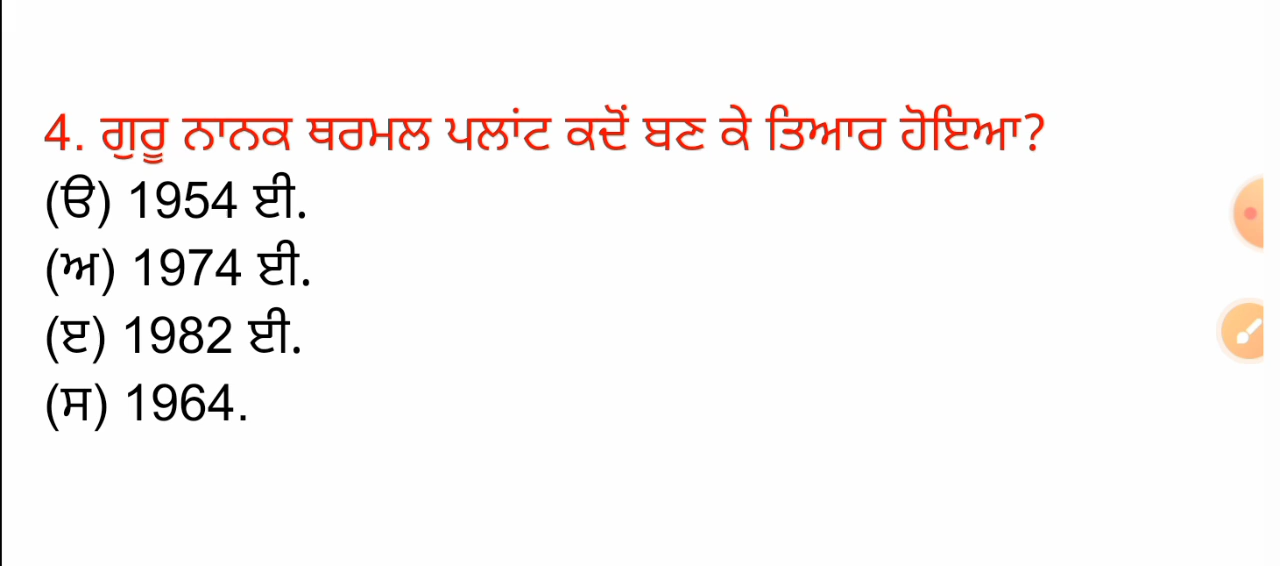 4. ਗੁਰੂ ਨਾਨਕ ਥਰਮਲ ਪਲਾਂਟ ਕਦੋਂ ਬਣ ਕੇ ਤਿਆਰ ਹੋਇਆ?
(ੳ) 1954 ਈ.
(ਅ) 1974 ਈ.
(ੲ) 1982 ਈ.
(ਸ) 1964.